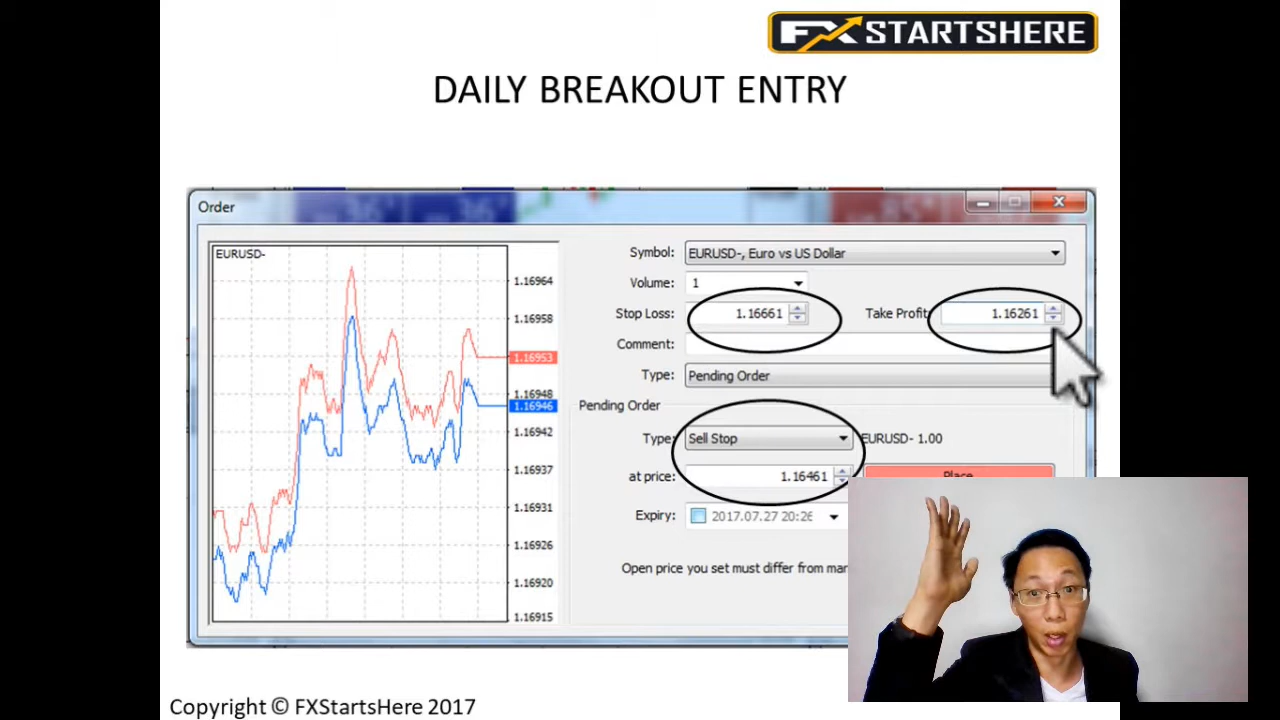 FXSTARTSHERE
DAILY BREAKOUT ENTRY
Order
EURUSD-
1.16964
1.16958
1.16953
1.16948
1.16946
1.16942
1.16937
1.16931
1.16926
1.16920
1.16915
Symbol: EURUSD-, Euro vs US Dollar
Volume: 1
Stop Loss: 1.16661 Take Profit: 1.16261
Comment:
Type: Pending Order
Pending Order
Type: Sell Stop EURUSD- 1.00
at price: 1.16461 Place
Expiry: 2017.07.27 20:26
Open price you set must differ from mar
Copyright © FXStartsHere 2017